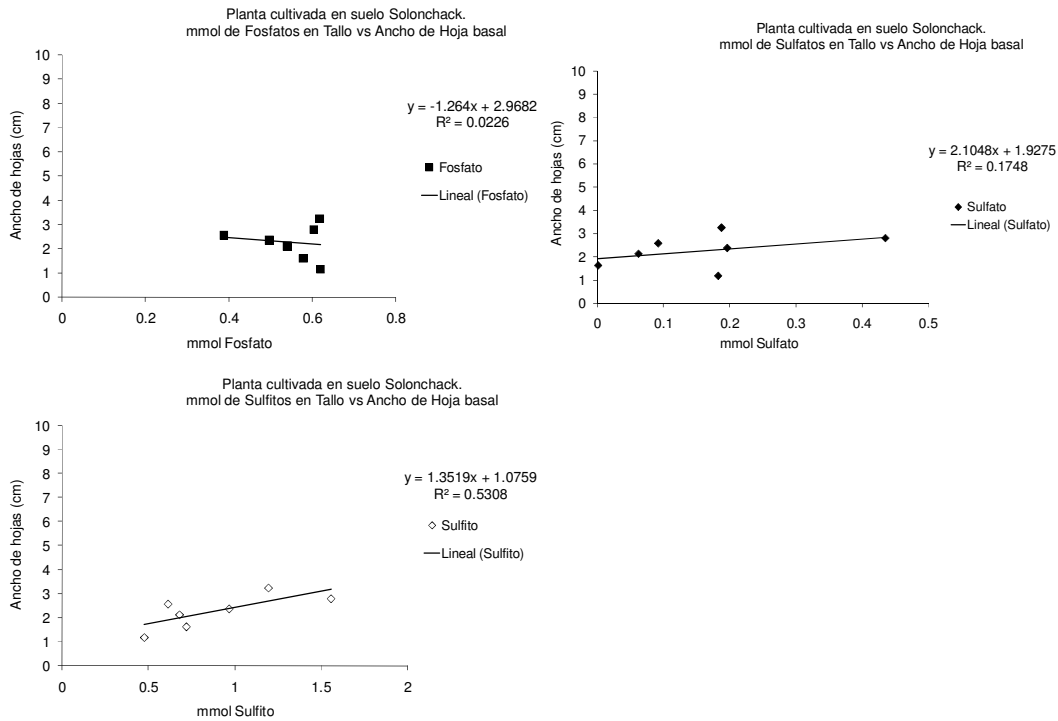 Planta cultivada en suelo Solonchack.
mmol de Fosfatos en Tallo vs Ancho de Hoja basal
10
9
8
7
6
5
4
3
2
1
0
Ancho de hojas (cm)
y = -1.264x + 2.9682
R² = 0.0226
Fosfato
Lineal (Fosfato)
0 0.2 0.4 0.6 0.8
mmol Fosfato
Planta cultivada en suelo Solonchack.
mmol de Sulfatos en Tallo vs Ancho de Hoja basal
10
9
8
7
6
5
4
3
2
1
0
Ancho de hojas (cm)
y = 2.1048x + 1.9275
R² = 0.1748
Sulfato
Lineal (Sulfato)
0 0.1 0.2 0.3 0.4 0.5
mmol Sulfato
Planta cultivada en suelo Solonchack.
mmol de Sulfitos en Tallo vs Ancho de Hoja basal
10
9
8
7
6
5
4
3
2
1
0
Ancho de hojas (cm)
y = 1.3519x + 1.0759
R² = 0.5308
Sulfito
Lineal (Sulfito)
0 0.5 1 1.5 2
mmol Sulfito